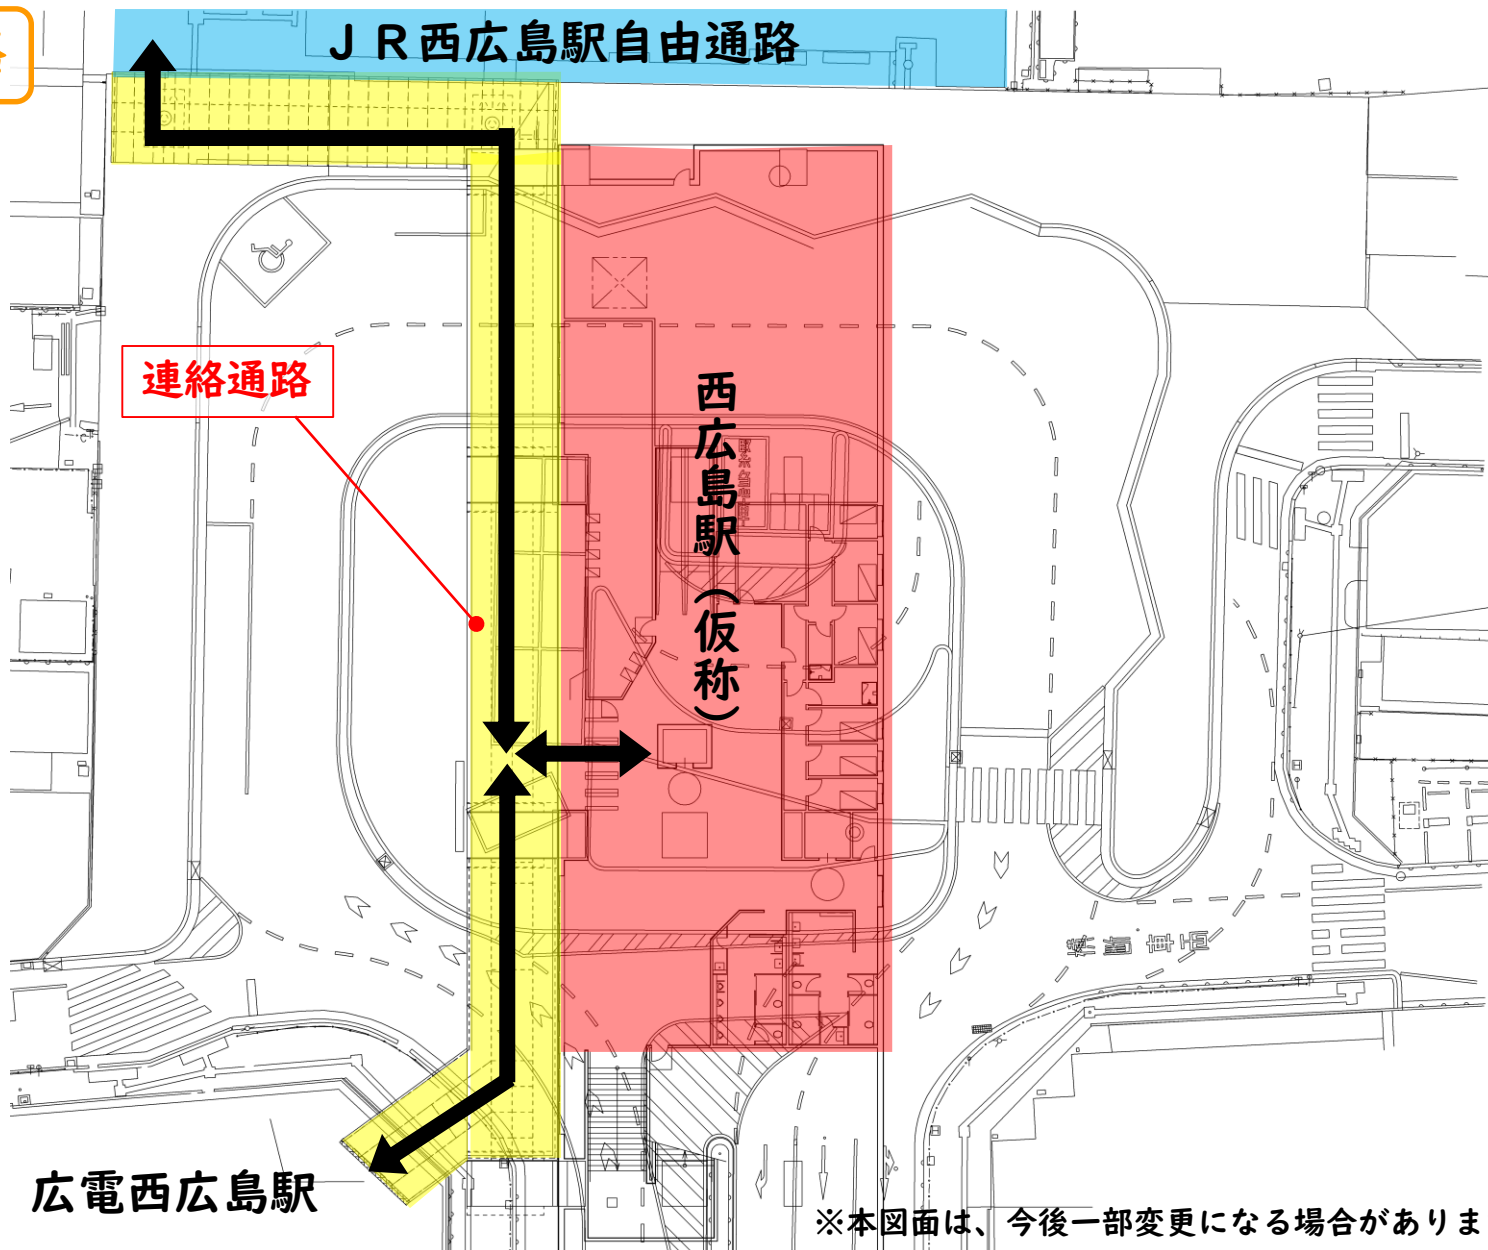 JR西広島駅自由通路
連絡通路
西広島駅（仮称）
広電西広島駅
※本図面は、今後一部変更になる場合がありま